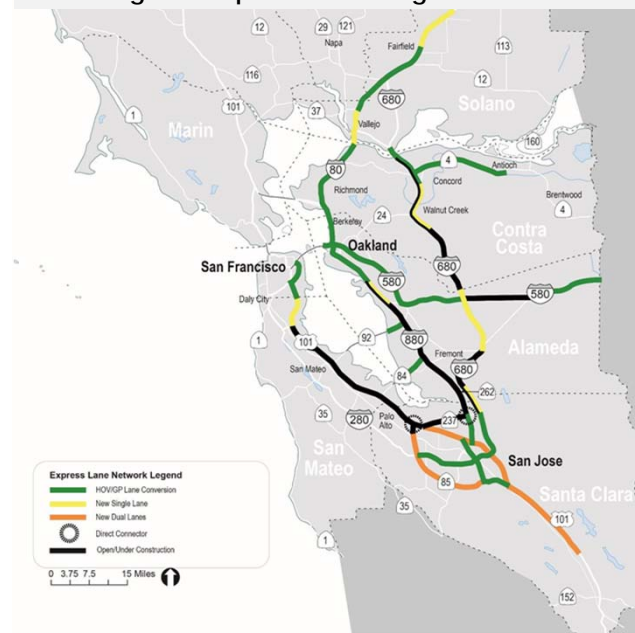 12
29
121
Napa
Fairfield
113
116
12
680
Solano
1
101
37
Vallejo
Marin
160
80
4
Antioch
Concord
Richmond
Brentwood
24
Walnut Creek
4
Berkeley
Contra
Costa
Oakland
680
San Francisco
580
580
Daly City
92
880
1
101
Alameda
Fremont
San Mateo
84
680
262
35
280
Palo
Alto
237
San
Mateo
San Jose
85
Santa Clara
35
101
1
152
Express Lane Network Legend
HOV/GP Lane Conversion
New Single Lane
New Dual Lanes
Direct Connector
Open/Under Construction
0 3.75 7.5 15 Miles